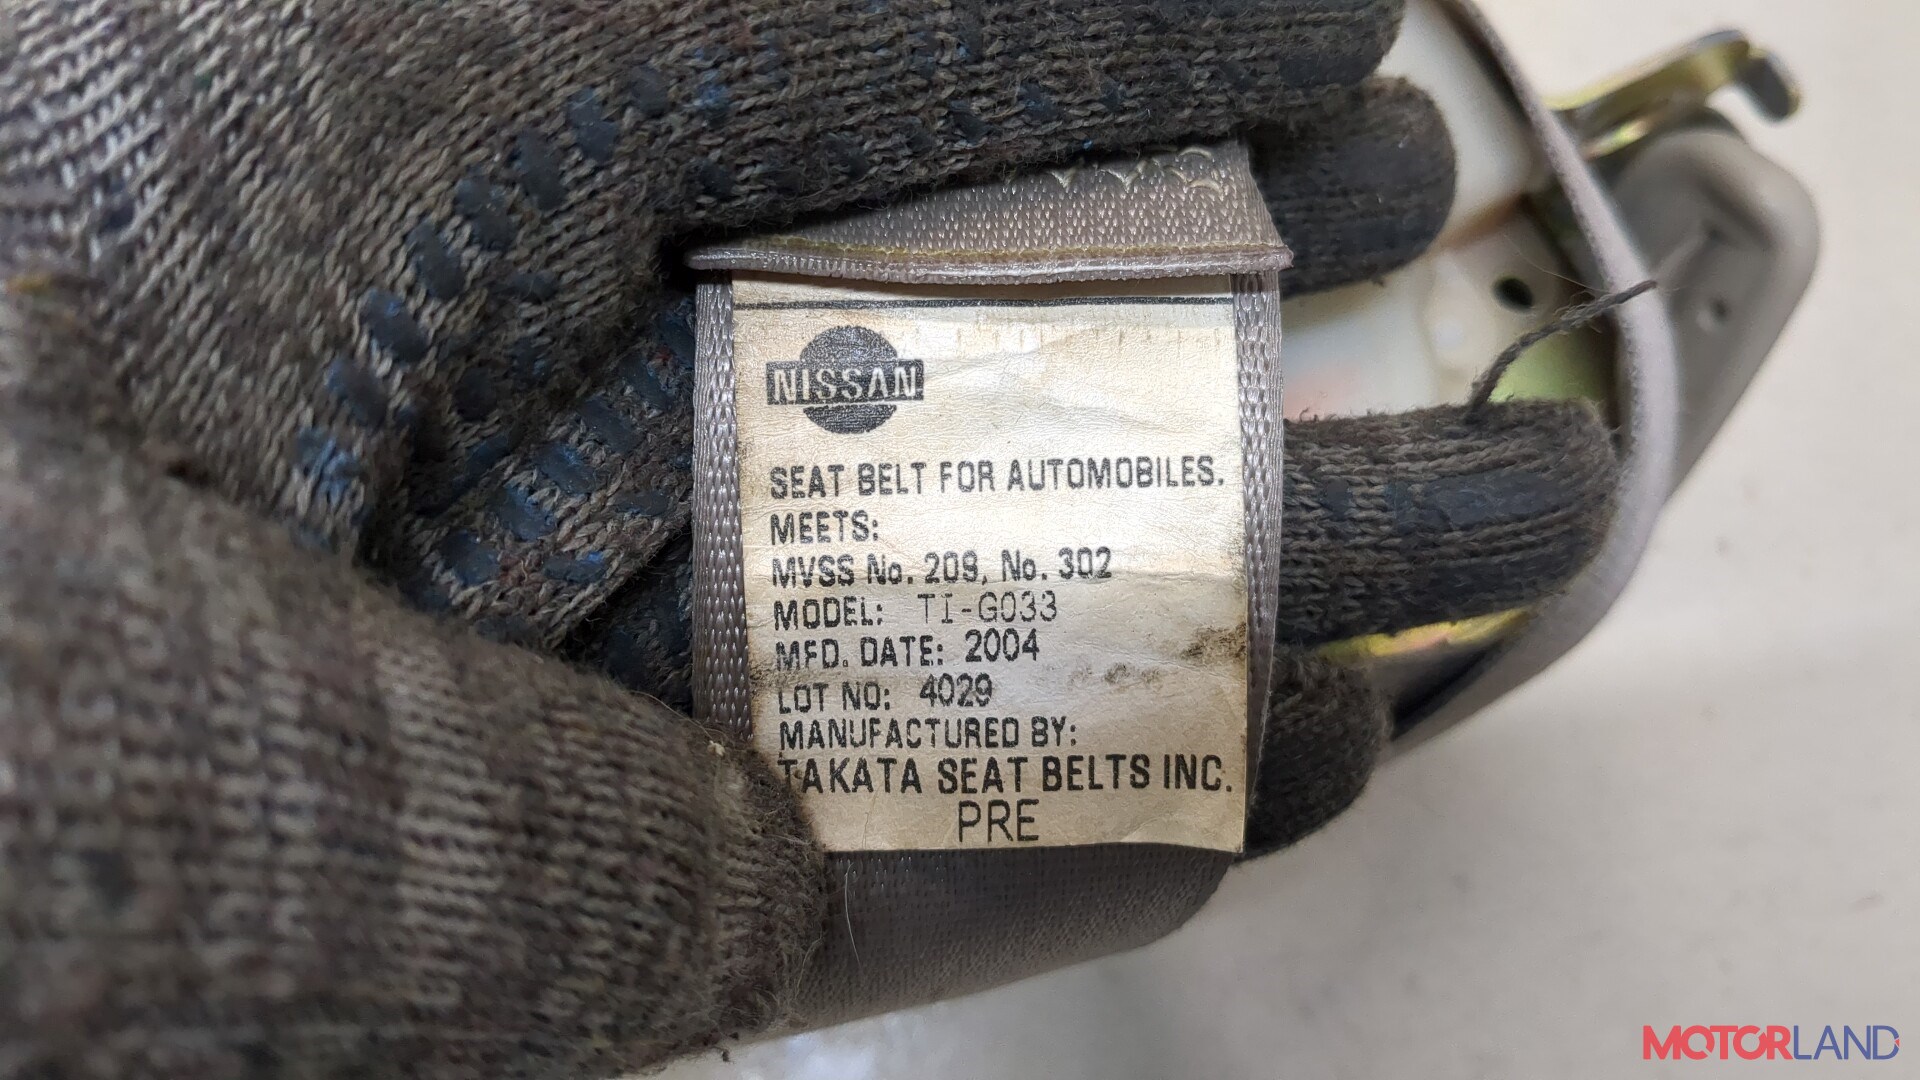 NISSAN
SEAT BELT FOR AUTOMOBILES.
MEETS:
MVSS No. 209, No. 302
MODEL: TI-G033
MFD. DATE: 2004
LOT NO: 4029
MANUFACTURED BY:
TAKATA SEAT BELTS INC.
PRE
MOTORLAND